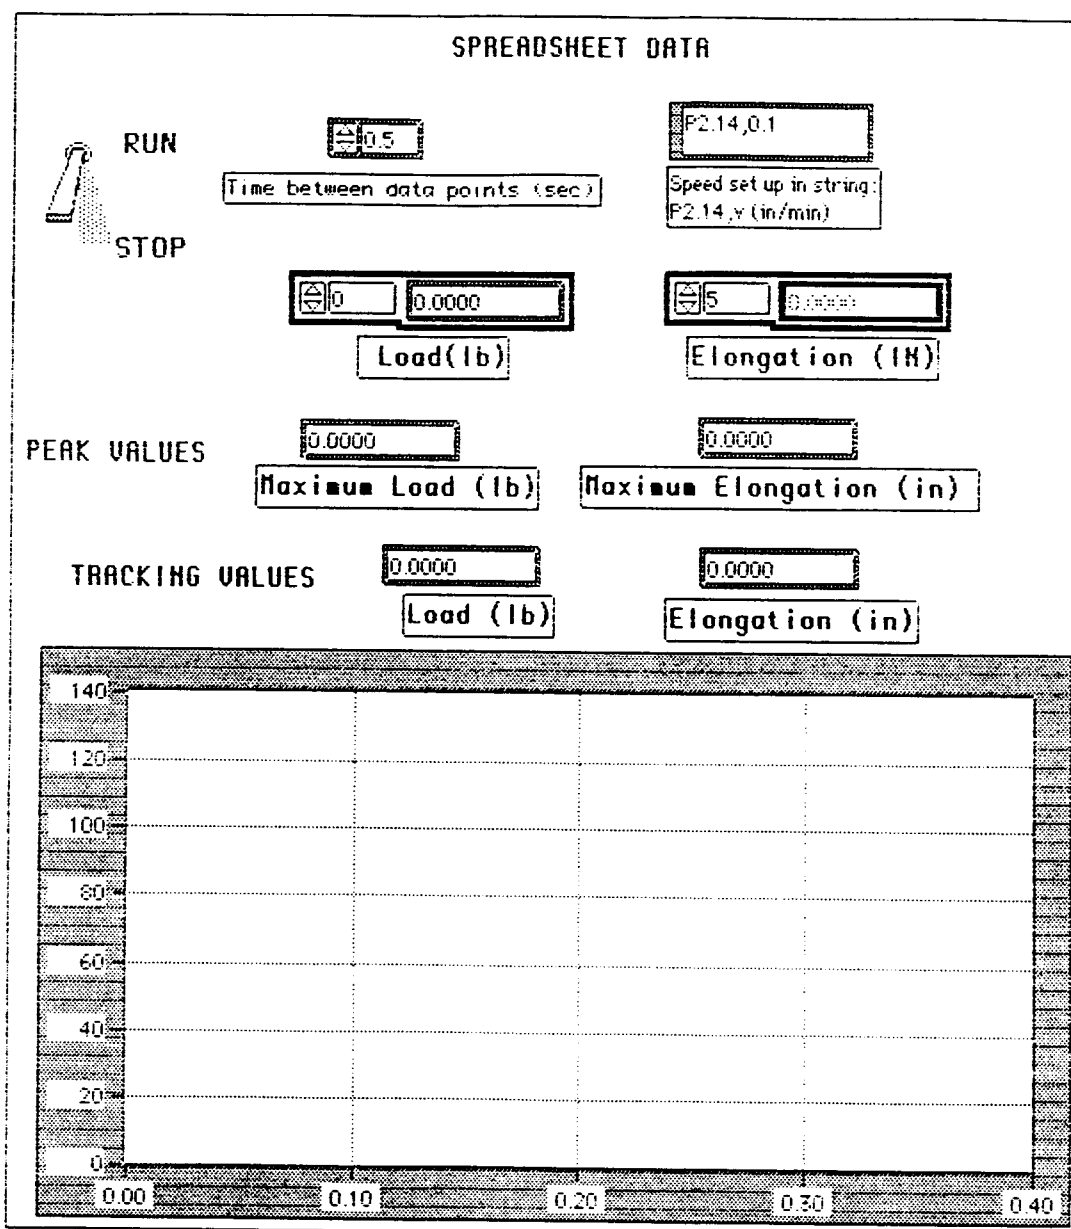 SPREADSHEET DATA
RUN
STOP
0.5
Time between data points (sec)
P2.14,0.1
Speed set up in string:
P2.14,v (in/min)
0 0.0000
Load(lb)
5 0.0000
Elongation (IN)
PEAK VALUES
0.0000
Maximum Load (lb)
0.0000
Maximum Elongation (in)
TRACKING VALUES
0.0000
Load (lb)
0.0000
Elongation (in)
140
120
100
80
60
40
20
0
0.00 0.10 0.20 0.30 0.40